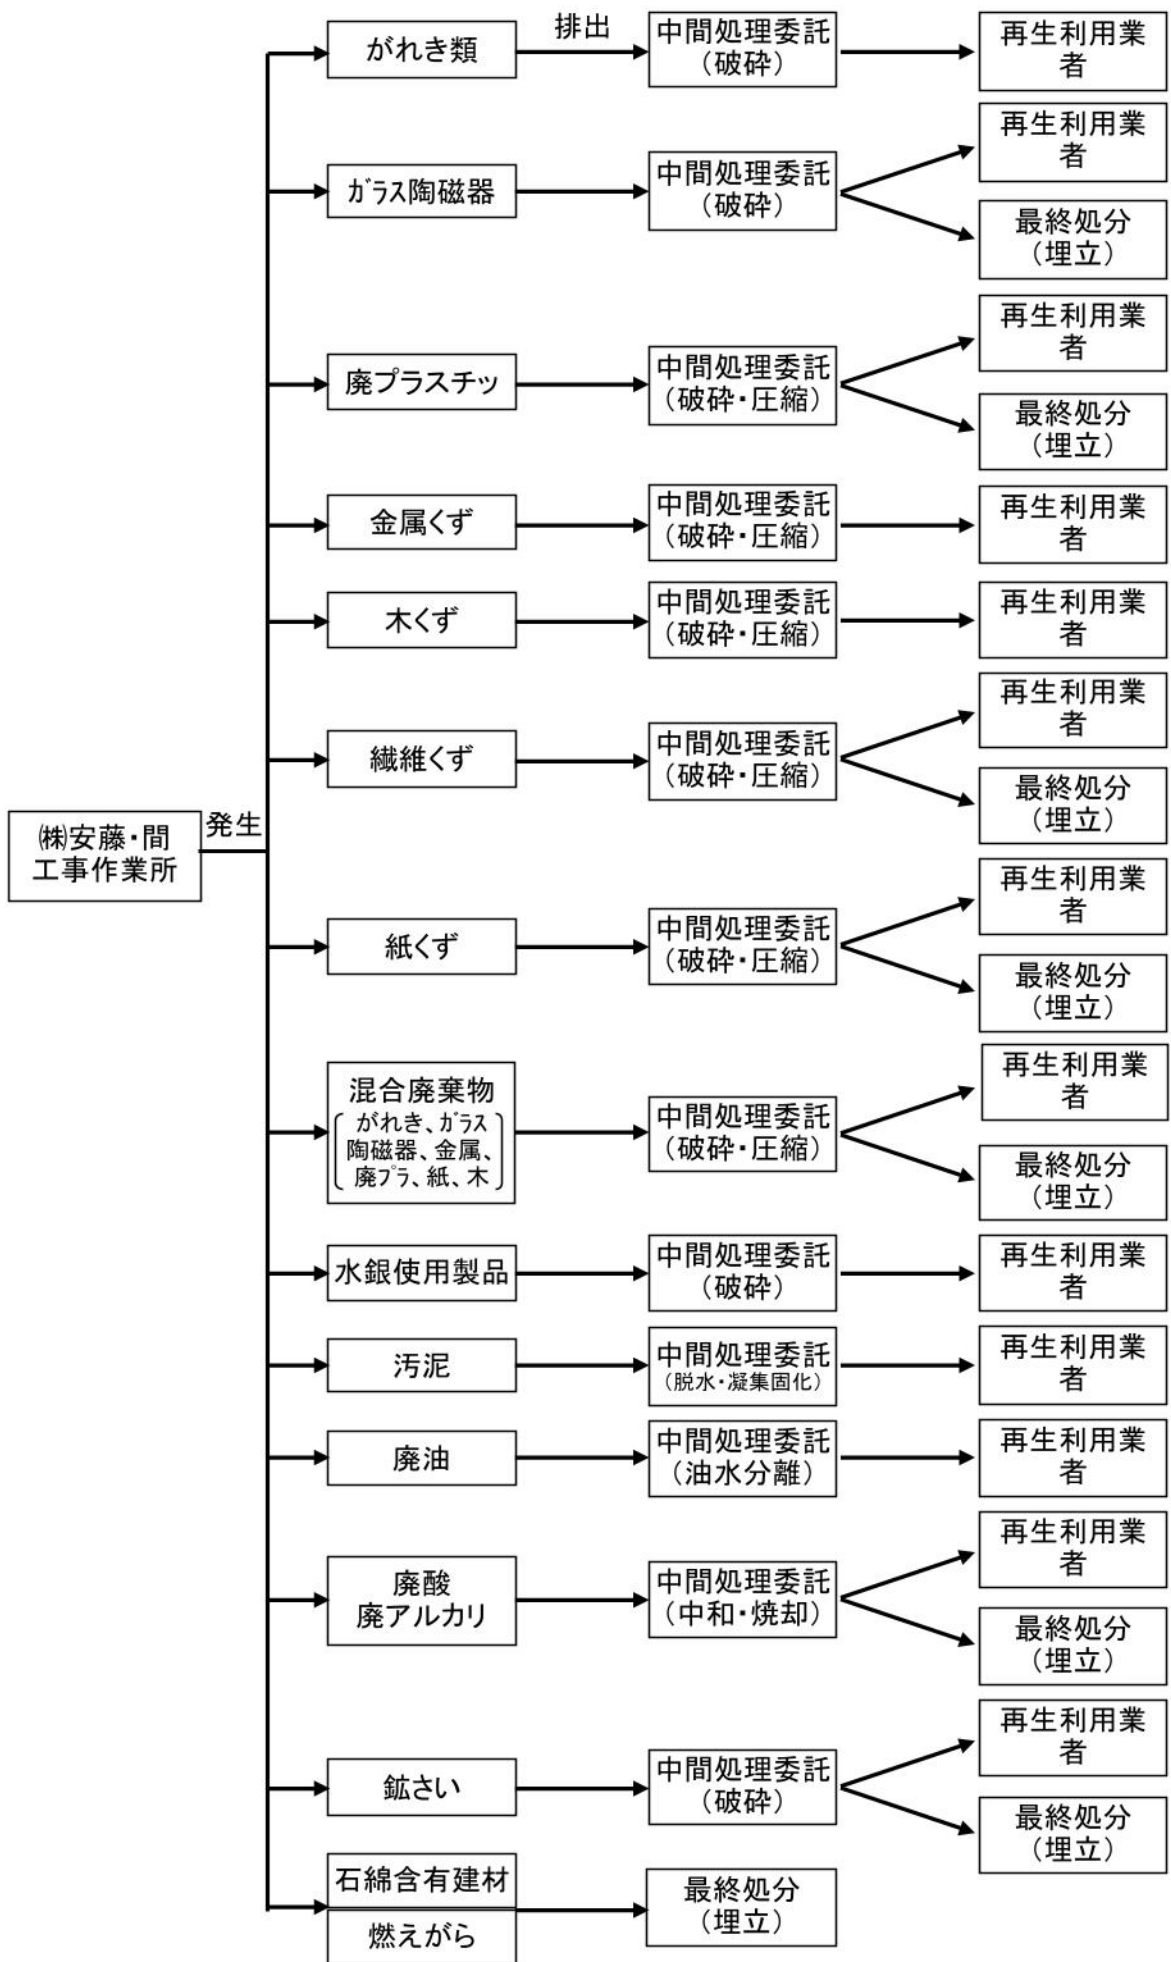 がれき類
排出
中間処理委託
（破砕）
再生利用業
者
ｶﾞﾗｽ陶磁器
中間処理委託
（破砕）
再生利用業
者
最終処分
（埋立）
廃プラスチッ
中間処理委託
（破砕・圧縮）
再生利用業
者
最終処分
（埋立）
金属くず
中間処理委託
（破砕・圧縮）
再生利用業
者
木くず
中間処理委託
（破砕・圧縮）
再生利用業
者
繊維くず
中間処理委託
（破砕・圧縮）
再生利用業
者
最終処分
（埋立）
㈱安藤・間
工事作業所
発生
紙くず
中間処理委託
（破砕・圧縮）
再生利用業
者
最終処分
（埋立）
混合廃棄物
がれき、ｶﾞﾗｽ
陶磁器、金属、
廃ﾌﾟﾗ、紙、木
中間処理委託
（破砕・圧縮）
再生利用業
者
最終処分
（埋立）
水銀使用製品
中間処理委託
（破砕）
再生利用業
者
汚泥
中間処理委託
（脱水・凝集固化）
再生利用業
者
廃油
中間処理委託
（油水分離）
再生利用業
者
廃酸
廃アルカリ
中間処理委託
（中和・焼却）
再生利用業
者
最終処分
（埋立）
鉱さい
中間処理委託
（破砕）
再生利用業
者
最終処分
（埋立）
石綿含有建材
燃えがら
最終処分
（埋立）